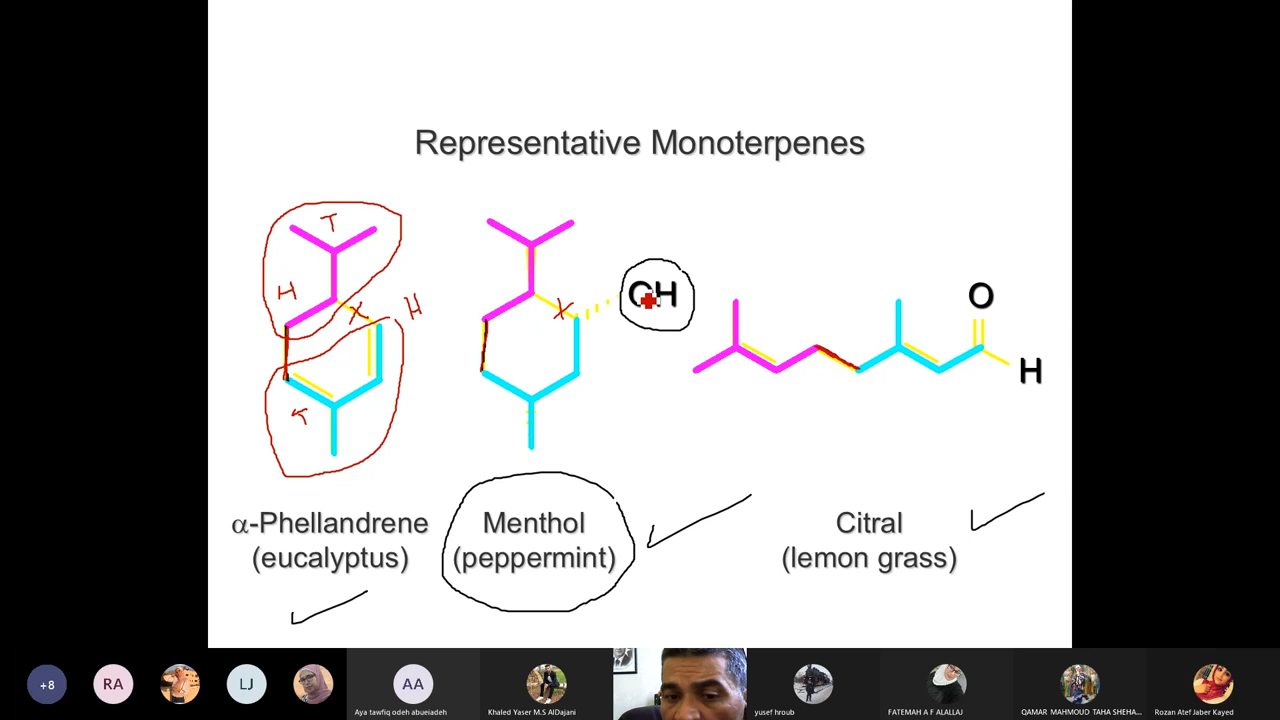 Representative Monoterpenes
T
H
X
H
T
X
OH
O
H
α-Phellandrene
(eucalyptus)
Menthol
(peppermint)
Citral
(lemon grass)
+8
RA
LJ
AA
Aya tawfiq odeh abueiadeh
Khaled Yaser M.S AlDajani
yusef hroub
FATEMAH A F ALALLAJ
QAMAR MAHMOUD TAHA SHEHA...
Rozan Atef Jaber Kayed